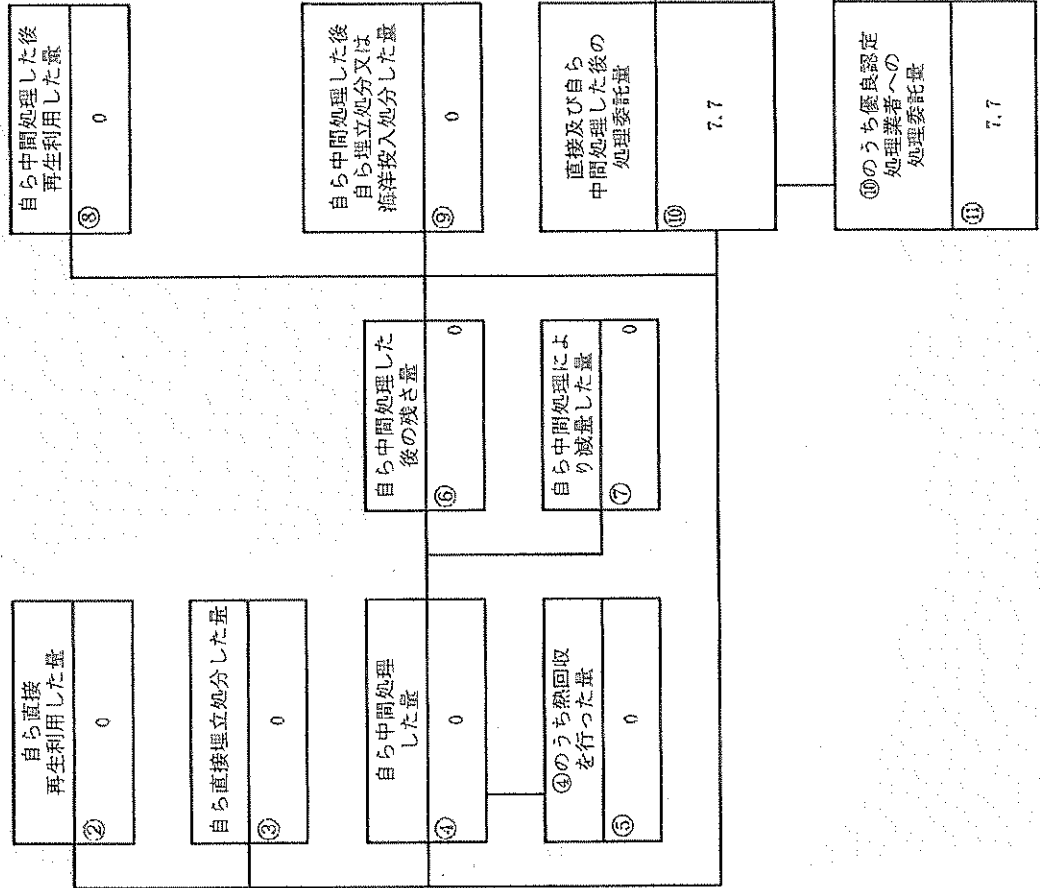 自ら直接
再生利用した量
② 0
自ら直接埋立処分した量
③ 0
自ら中間処理
した量
④ 0
④のうち熱回収
を行った量
⑤ 0
自ら中間処理した
後の残さ量
⑥ 0
自ら中間処理によ
り減量した量
⑦ 0
自ら中間処理した後
再生利用した量
⑧ 0
自ら中間処理した後
自ら埋立処分又は
海洋投入処分した量
⑨ 0
直接及び自ら
中間処理した後の
処理委託量
⑩ 7.7
⑩のうち優良認定
処理業者への
処理委託量
⑪ 7.7